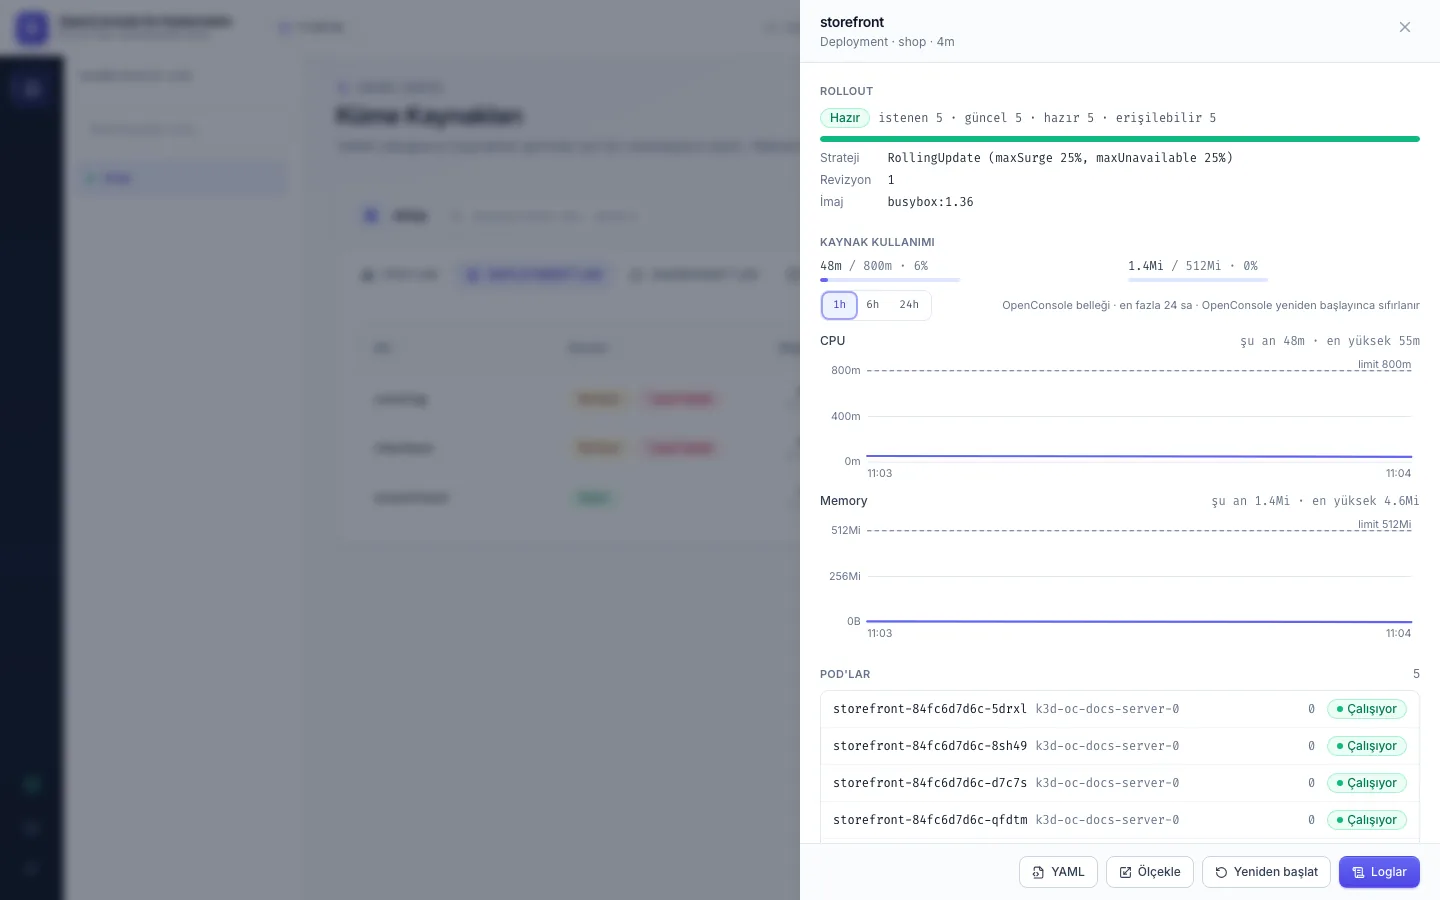 storefront
Deployment · shop · 4m
ROLLOUT
Hazır istenen 5 · güncel 5 · hazır 5 · erişilebilir 5
Strateji RollingUpdate (maxSurge 25%, maxUnavailable 25%)
Revizyon 1
İmaj busybox:1.36
KAYNAK KULLANIMI
48m / 800m · 6% 1.4Mi / 512Mi · 0%
1h 6h 24h OpenConsole belleği · en fazla 24 sa · OpenConsole yeniden başlayınca sıfırlanır
CPU şu an 48m · en yüksek 55m
limit 800m
800m
400m
0m
11:03 11:04
Memory şu an 1.4Mi · en yüksek 4.6Mi
limit 512Mi
512Mi
256Mi
0B
11:03 11:04
POD'LAR 5
storefront-84fc6d7d6c-5drxl k3d-oc-docs-server-0 0 Çalışıyor
storefront-84fc6d7d6c-8sh49 k3d-oc-docs-server-0 0 Çalışıyor
storefront-84fc6d7d6c-d7c7s k3d-oc-docs-server-0 0 Çalışıyor
storefront-84fc6d7d6c-qfdtm k3d-oc-docs-server-0 0 Çalışıyor
YAML Ölçekle Yeniden başlat Loglar
Küme Kaynakları